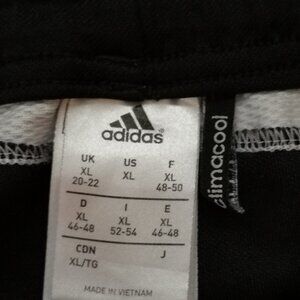 adidas
UK US F
XL XL XL
20-22 48-50
D I E
XL XL XL
46-48 52-54 46-48
CDN J
XL/TG
MADE IN VIETNAM
climacool